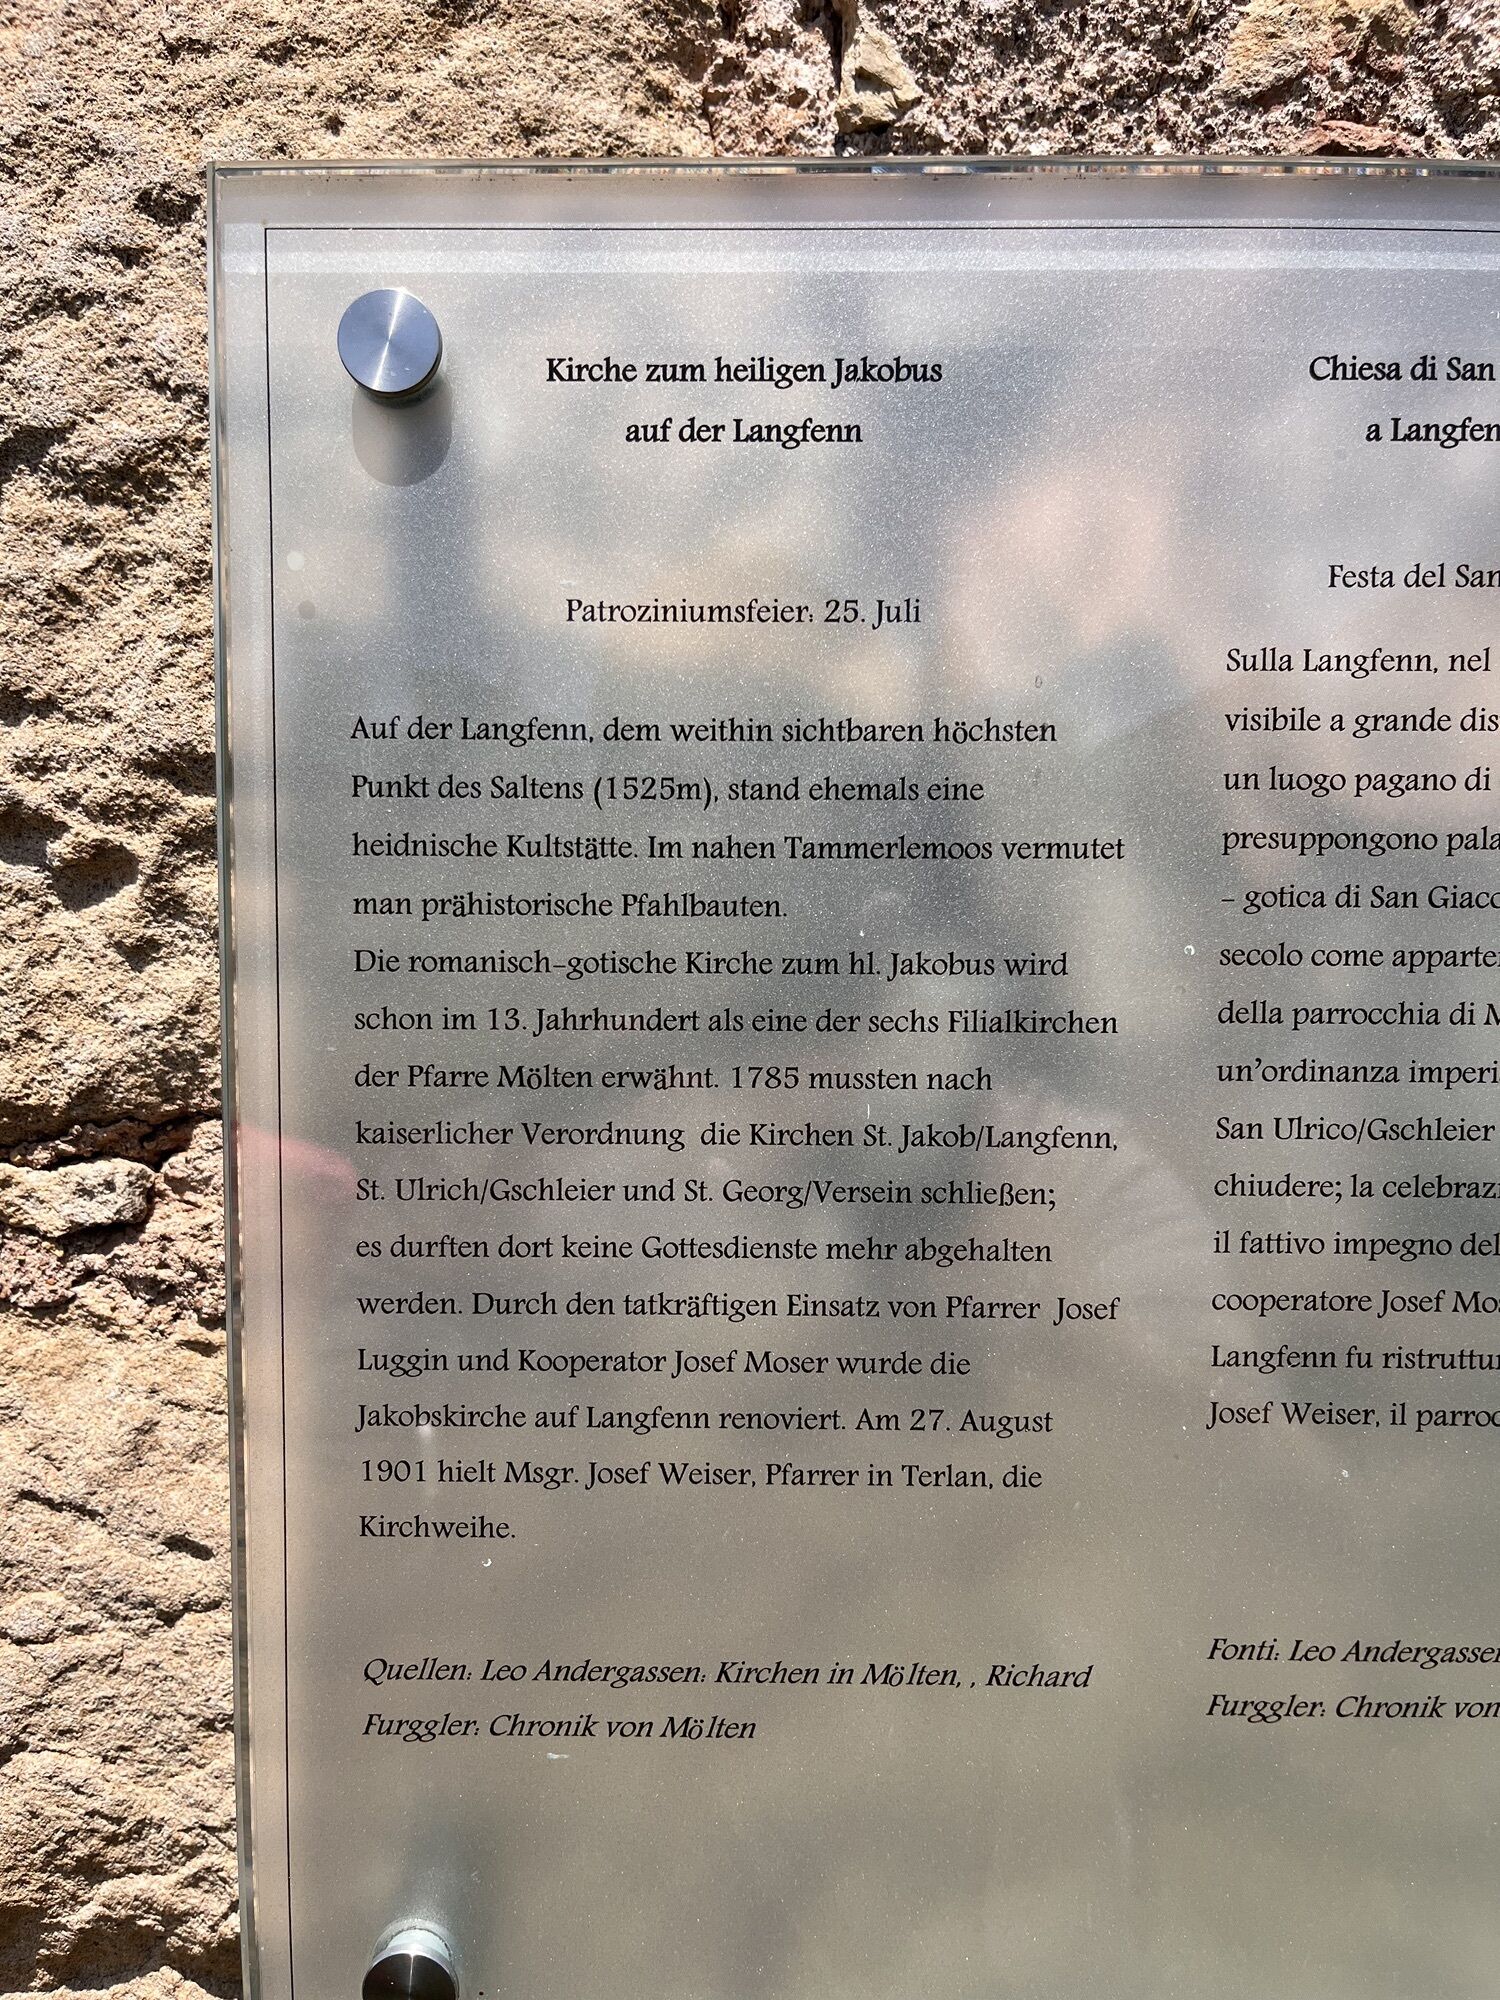 Kirche zum heiligen Jakobus
auf der Langfenn
Patroziniumsfeier: 25. Juli
Auf der Langfenn, dem weithin sichtbaren höchsten
Punkt des Saltens (1525m), stand ehemals eine
heidnische Kultstätte. Im nahen Tammerlemoos vermutet
man prähistorische Pfahlbauten.
Die romanisch-gotische Kirche zum hl. Jakobus wird
schon im 13. Jahrhundert als eine der sechs Filialkirchen
der Pfarre Mölten erwähnt. 1785 mussten nach
kaiserlicher Verordnung die Kirchen St. Jakob/Langfenn,
St. Ulrich/Gschleier und St. Georg/Versein schließen;
es durften dort keine Gottesdienste mehr abgehalten
werden. Durch den tatkräftigen Einsatz von Pfarrer Josef
Luggin und Kooperator Josef Moser wurde die
Jakobskirche auf Langfenn renoviert. Am 27. August
1901 hielt Msgr. Josef Weiser, Pfarrer in Terlan, die
Kirchweihe.
Quellen: Leo Andergassen: Kirchen in Mölten, , Richard
Furggler: Chronik von Mölten
Chiesa di San
a Langfen
Festa del San
Sulla Langfenn, nel
visibile a grande dis
un luogo pagano di
presuppongono pala
- gotica di San Giaco
secolo come apparte
della parrocchia di M
un'ordinanza imperi
San Ulrico/Gschleier
chiudere; la celebrazi
il fattivo impegno del
cooperatore Josef Mos
Langfenn fu ristruttu
Josef Weiser, il parroc
Fonti: Leo Andergassen
Furggler: Chronik von